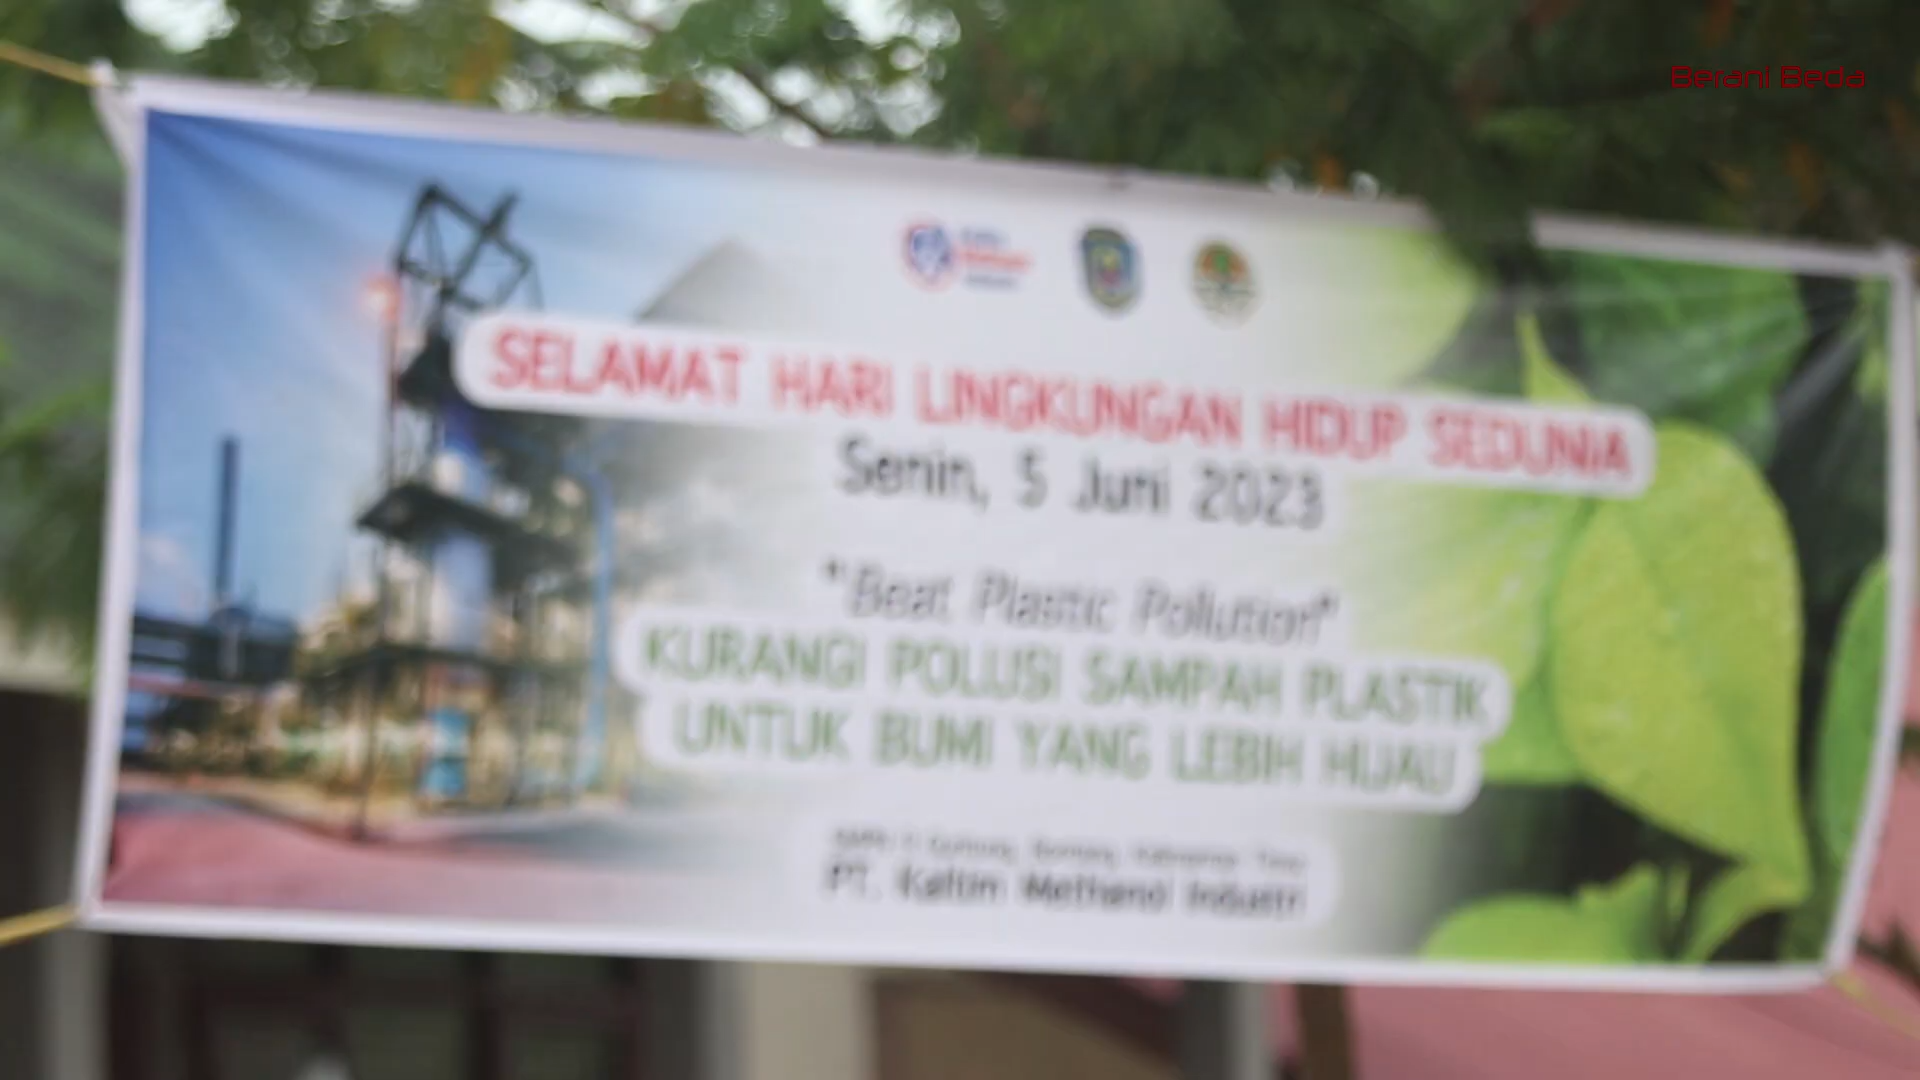 Berani Beda
SELAMAT HARI LINGKUNGAN HIDUP SEDUNIA
Senin, 5 Juni 2023
"Beat Plastic Pollution"
KURANGI POLUSI SAMPAH PLASTIK
UNTUK BUMI YANG LEBIH HIJAU
PT. Kaltim Methanol Industri